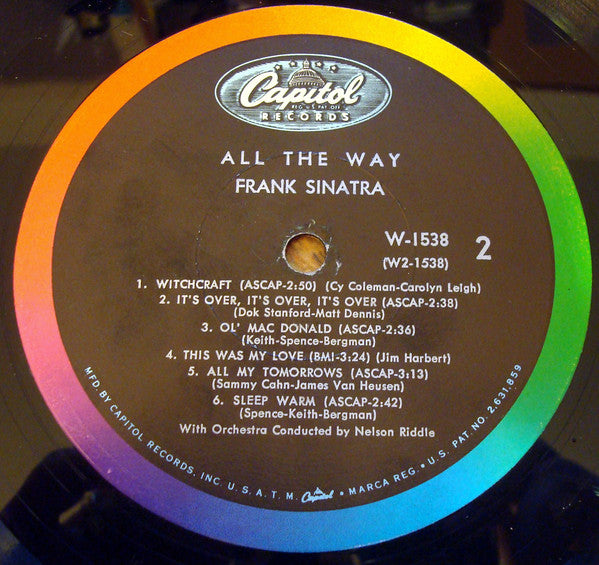 Capitol
REG. U.S. PAT. OFF.
RECORDS
ALL THE WAY
FRANK SINATRA
W-1538
(W2-1538)
2
1. WITCHCRAFT (ASCAP-2:50) (Cy Coleman-Carolyn Leigh)
2. IT'S OVER, IT'S OVER, IT'S OVER (ASCAP-2:38)
(Dok Stanford-Matt Dennis)
3. OL' MAC DONALD (ASCAP-2:36)
(Keith-Spence-Bergman)
4. THIS WAS MY LOVE (BMI-3:24) (Jim Harbert)
5. ALL MY TOMORROWS (ASCAP-3:13)
(Sammy Cahn-James Van Heusen)
6. SLEEP WARM (ASCAP-2:42)
(Spence-Keith-Bergman)
With Orchestra Conducted by Nelson Riddle
MFD. BY CAPITOL RECORDS, INC. U.S.A. T.M. Capitol • MARCA REG. • U.S. PAT. NO. 2,631,859